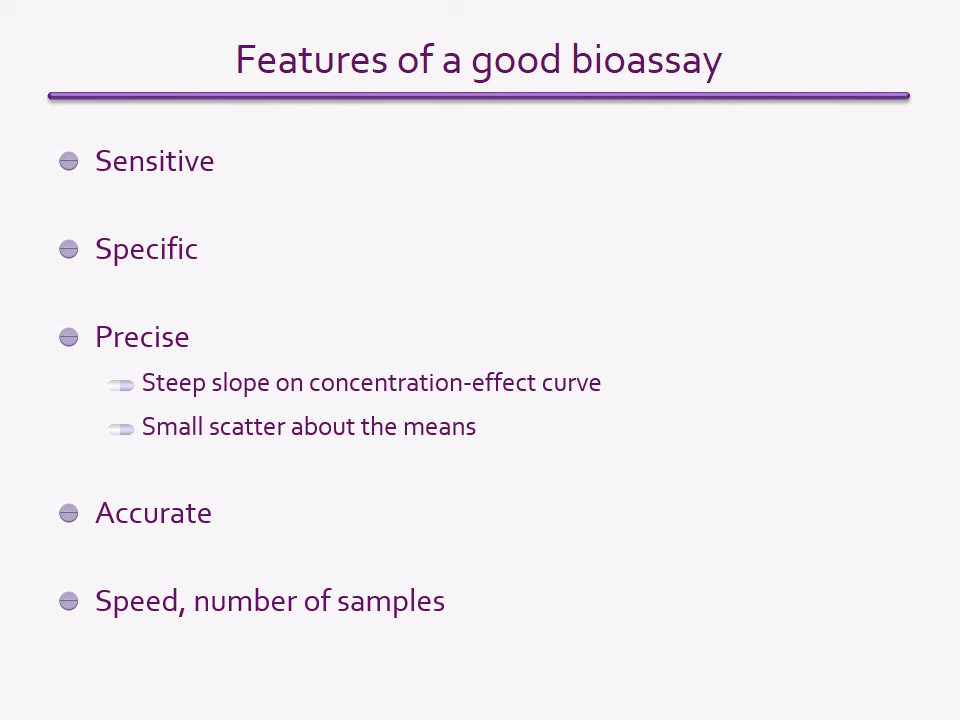 Features of a good bioassay
Sensitive
Specific
Precise
Steep slope on concentration-effect curve
Small scatter about the means
Accurate
Speed, number of samples